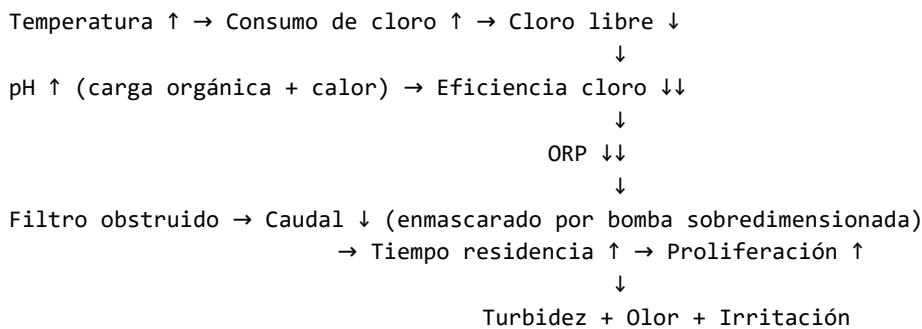 Temperatura ↑ → Consumo de cloro ↑ → Cloro libre ↓
↓
pH ↑ (carga orgánica + calor) → Eficiencia cloro ↓↓
↓
ORP ↓↓
↓
Filtro obstruido → Caudal ↓ (enmascarado por bomba sobredimensionada)
→ Tiempo residencia ↑ → Proliferación ↑
↓
Turbidez + Olor + Irritación